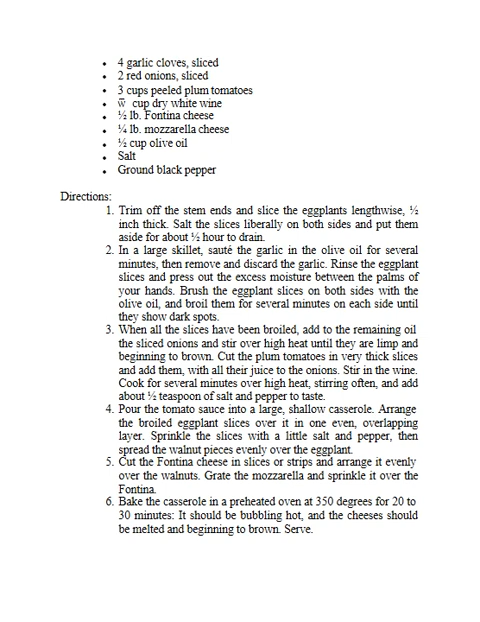 • 4 garlic cloves, sliced
• 2 red onions, sliced
• 3 cups peeled plum tomatoes
• w̅ cup dry white wine
• ½ lb. Fontina cheese
• ¼ lb. mozzarella cheese
• ½ cup olive oil
• Salt
• Ground black pepper
Directions:
1. Trim off the stem ends and slice the eggplants lengthwise, ½
inch thick. Salt the slices liberally on both sides and put them
aside for about ½ hour to drain.
2. In a large skillet, sauté the garlic in the olive oil for several
minutes, then remove and discard the garlic. Rinse the eggplant
slices and press out the excess moisture between the palms of
your hands. Brush the eggplant slices on both sides with the
olive oil, and broil them for several minutes on each side until
they show dark spots.
3. When all the slices have been broiled, add to the remaining oil
the sliced onions and stir over high heat until they are limp and
beginning to brown. Cut the plum tomatoes in very thick slices
and add them, with all their juice to the onions. Stir in the wine.
Cook for several minutes over high heat, stirring often, and add
about ½ teaspoon of salt and pepper to taste.
4. Pour the tomato sauce into a large, shallow casserole. Arrange
the broiled eggplant slices over it in one even, overlapping
layer. Sprinkle the slices with a little salt and pepper, then
spread the walnut pieces evenly over the eggplant.
5. Cut the Fontina cheese in slices or strips and arrange it evenly
over the walnuts. Grate the mozzarella and sprinkle it over the
Fontina.
6. Bake the casserole in a preheated oven at 350 degrees for 20 to
30 minutes: It should be bubbling hot, and the cheeses should
be melted and beginning to brown. Serve.